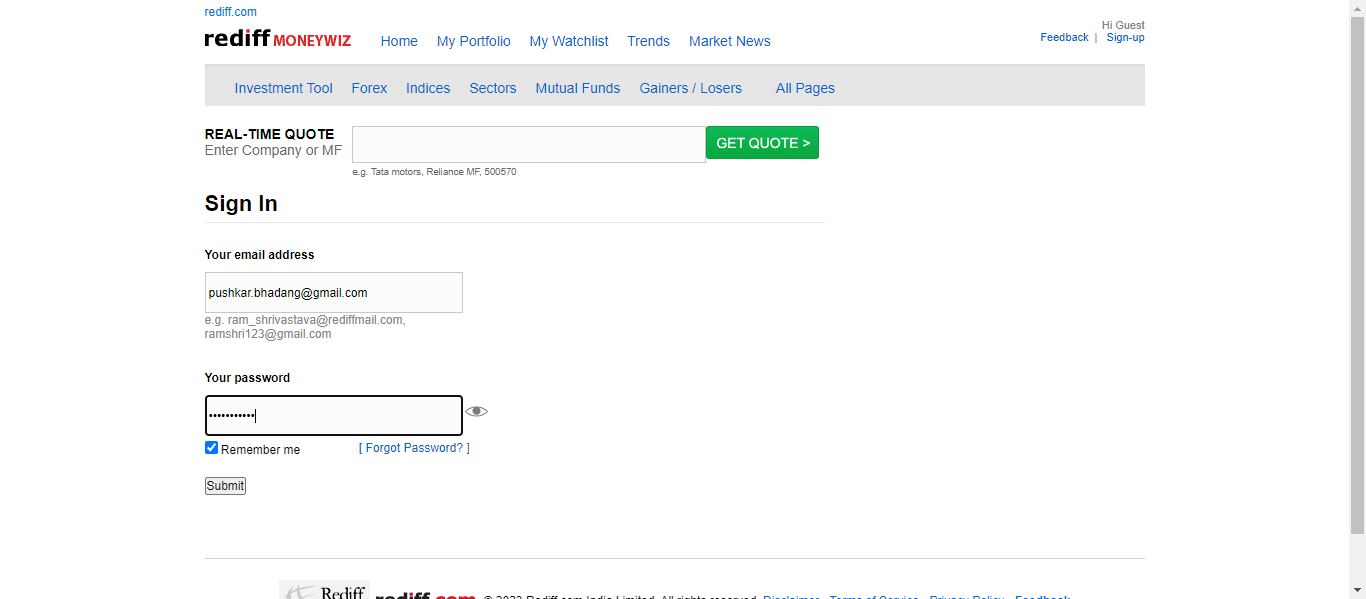 rediff.com
rediff MONEYWIZ Home My Portfolio My Watchlist Trends Market News
Hi Guest
Feedback | Sign-up
Investment Tool Forex Indices Sectors Mutual Funds Gainers / Losers All Pages
REAL-TIME QUOTE
Enter Company or MF
GET QUOTE >
e.g. Tata motors, Reliance MF, 500570
Sign In
Your email address
pushkar.bhadang@gmail.com
e.g. ram_shrivastava@rediffmail.com,
ramshri123@gmail.com
Your password
•••••••••••
Remember me [ Forgot Password? ]
Submit
Rediff rediff.com © 2022 Rediff.com India Limited. All rights reserved. Disclaimer Terms of Service Privacy Policy Feedback